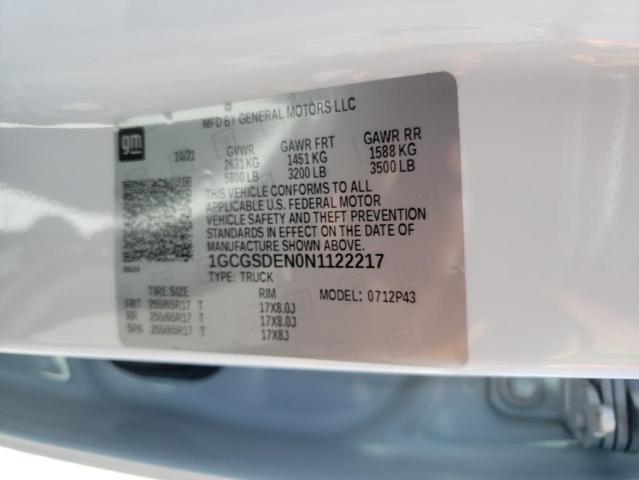 MFD BY GENERAL MOTORS LLC
gm
10/21 GVWR GAWR FRT GAWR RR
2631 KG 1451 KG 1588 KG
5800 LB 3200 LB 3500 LB
THIS VEHICLE CONFORMS TO ALL
APPLICABLE U.S. FEDERAL MOTOR
VEHICLE SAFETY AND THEFT PREVENTION
STANDARDS IN EFFECT ON THE DATE OF
MANUFACTURE SHOWN ABOVE.
1GCGSDEN0N1122217
TYPE: TRUCK
TIRE SIZE RIM MODEL: 0712P43
FRT 255/65R17 T 17X8.0J
RR 255/65R17 T 17X8.0J
SPA 255/65R17 T 17X8J